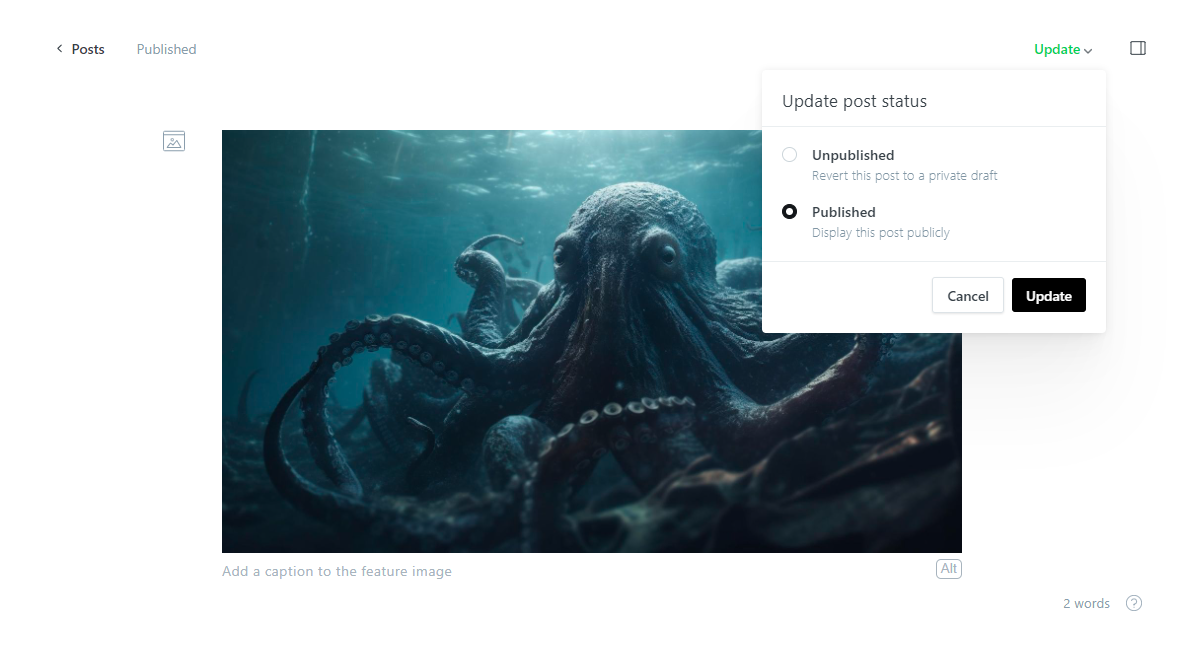 Posts Published Update
Update post status
Unpublished
Revert this post to a private draft
Published
Display this post publicly
Cancel Update
Add a caption to the feature image Alt
2 words ?